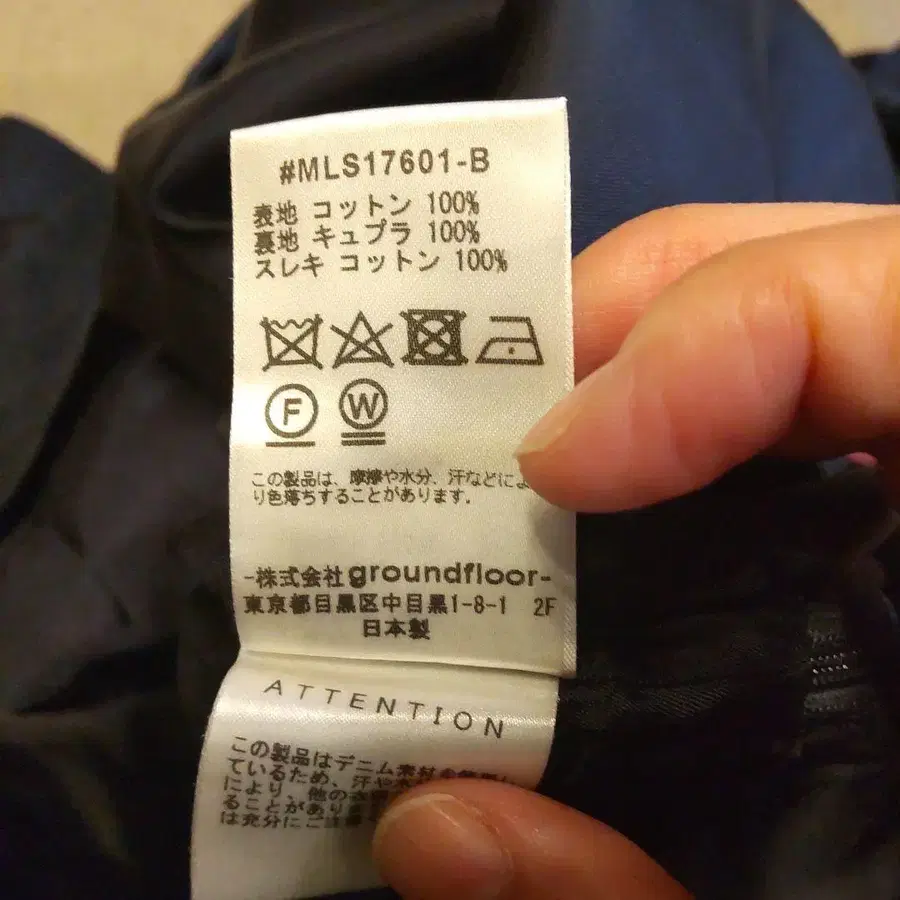 #MLS17601-B
表地 コットン 100%
裏地 キュプラ 100%
スレキ コットン 100%
F W
この製品は、摩擦や水分、汗などによ
り色落ちすることがあります。
-株式会社groundfloor-
東京都目黒区中目黒1-8-1 2F
日本製
ATTENTION
この製品はデニム素材
ているため、汗や水
により、他の衣
ることがあり
は充分にご注